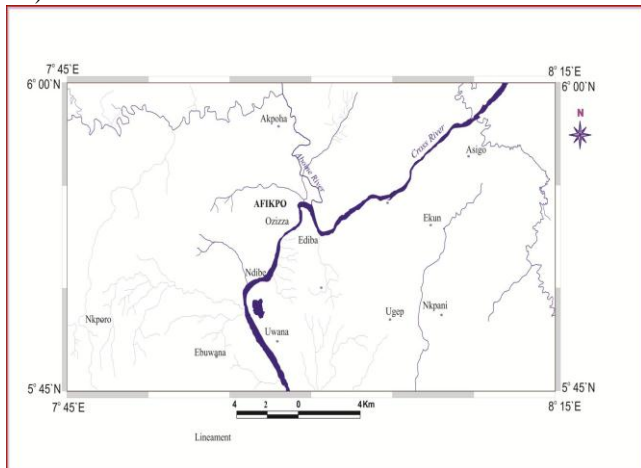 7° 45'E
8° 15'E
6° 00'N
6° 00'N
N
Akpoha
Cross River
Asigo
AFIKPO
Ozizza
Ediba
Ekun
Ndibe
Nkporo
Uwana
Ugep
Nkpani
Ebuwana
5° 45'N
5° 45'N
7° 45'E
8° 15'E
4 2 0 4Km
Lineament